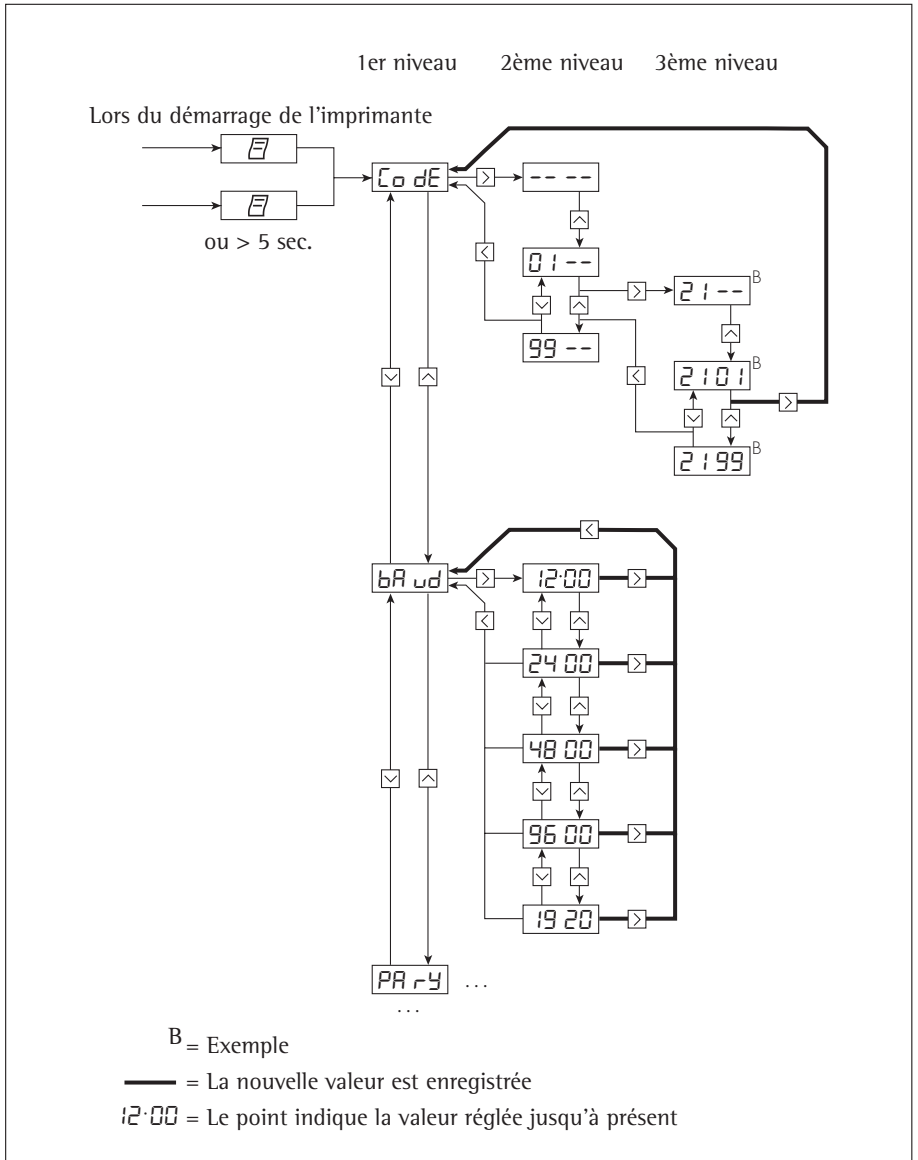 1er niveau 2ème niveau 3ème niveau
Lors du démarrage de l'imprimante
ou > 5 sec.
Co dE
-- --
01 --
99 --
21 -- B
2101 B
2199 B
bA ud
12·00
24 00
48 00
96 00
19 20
PA rY ...
...
B = Exemple
= La nouvelle valeur est enregistrée
12·00 = Le point indique la valeur réglée jusqu'à présent